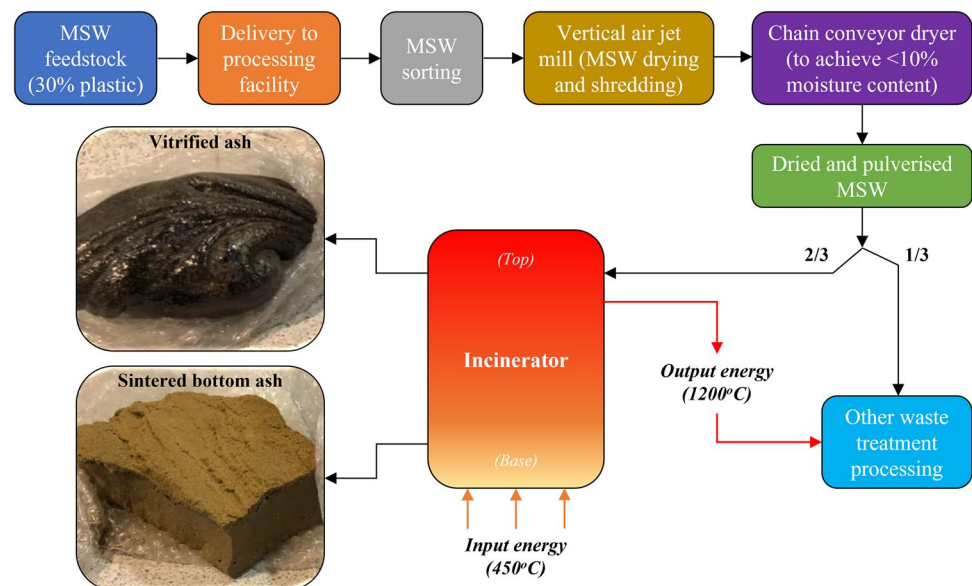 MSW
feedstock
(30% plastic)
Delivery to
processing
facility
MSW
sorting
Vertical air jet
mill (MSW drying
and shredding)
Chain conveyor dryer
(to achieve <10%
moisture content)
Dried and pulverised
MSW
2/3
1/3
Vitrified ash
(Top)
Incinerator
(Base)
Output energy
(1200°C)
Sintered bottom ash
Other waste
treatment
processing
Input energy
(450°C)